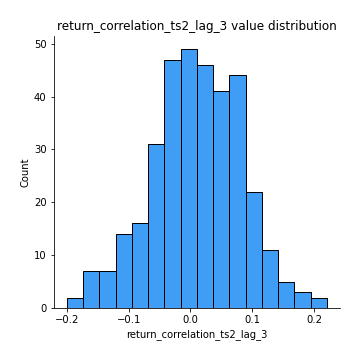 return_correlation_ts2_lag_3 value distribution
50
40
30
20
10
0
Count
−0.2 −0.1 0.0 0.1 0.2
return_correlation_ts2_lag_3